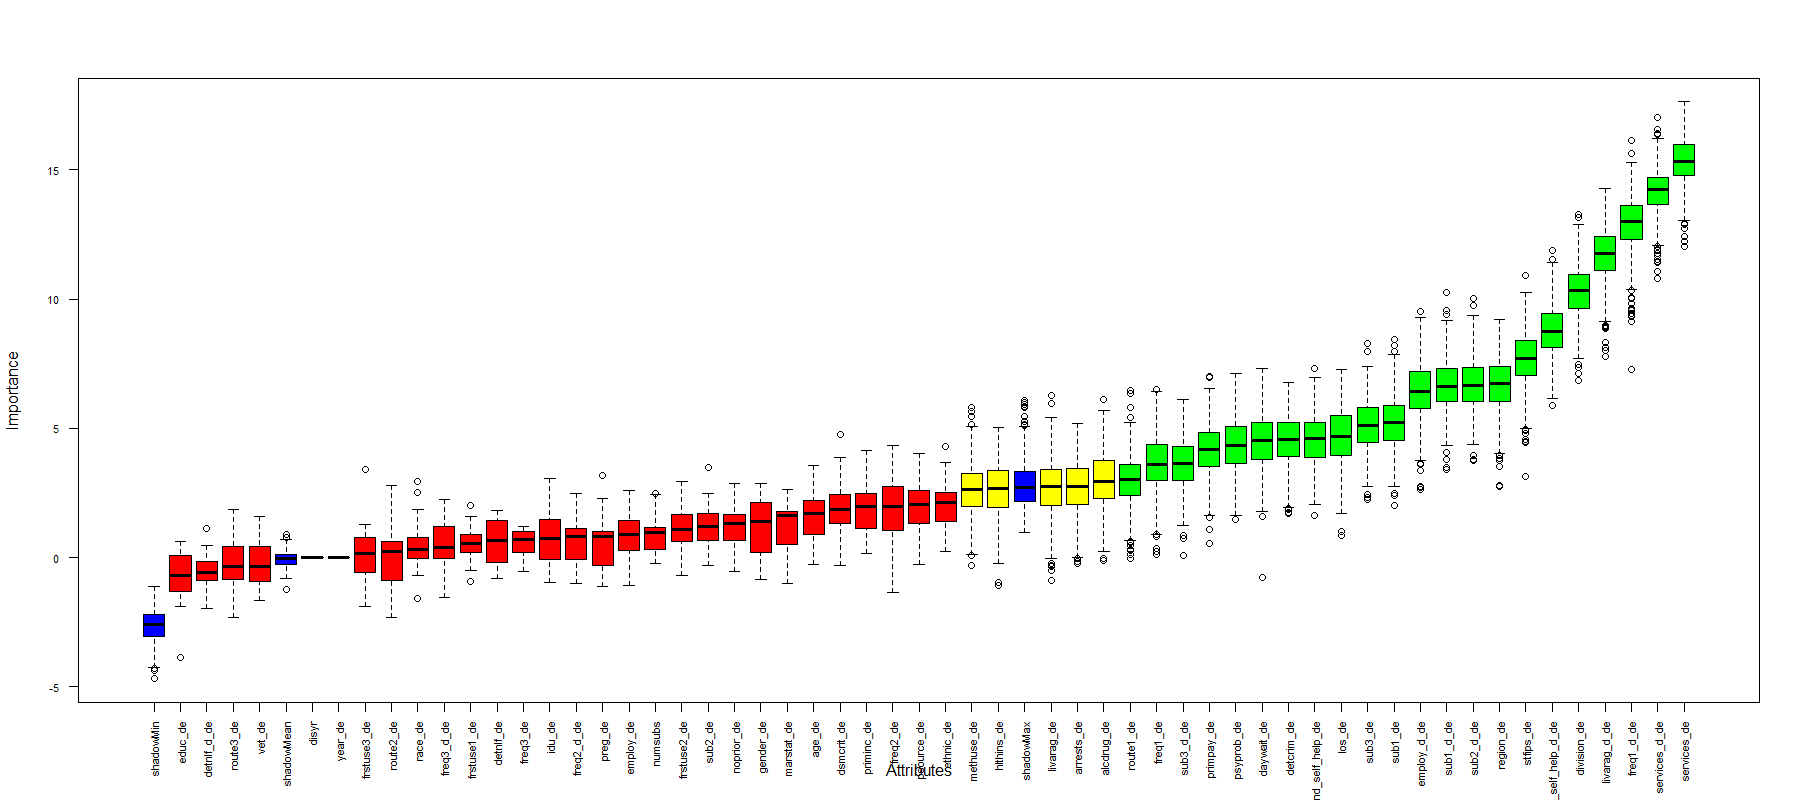 Importance
15
10
5
0
-5
shadowMin
educ_de
detnlf_d_de
route3_de
vet_de
shadowMean
disyr
year_de
frstuse3_de
route2_de
race_de
freq3_d_de
frstuse1_de
detnlf_de
freq3_de
idu_de
freq2_d_de
preg_de
employ_de
numsubs
frstuse2_de
sub2_de
noprior_de
gender_de
marstat_de
age_de
dsmcrit_de
priminc_de
freq2_de
ethnic_de
methuse_de
hlthins_de
shadowMax
livarag_de
arrests_de
alcdrug_de
route1_de
freq1_de
sub3_d_de
primpay_de
psyprob_de
daywait_de
detcrim_de
nd_self_help_de
los_de
sub3_de
sub1_de
employ_d_de
sub1_d_de
sub2_d_de
region_de
stfips_de
_self_help_d_de
division_de
livarag_d_de
freq1_d_de
services_d_de
services_de
Attributes